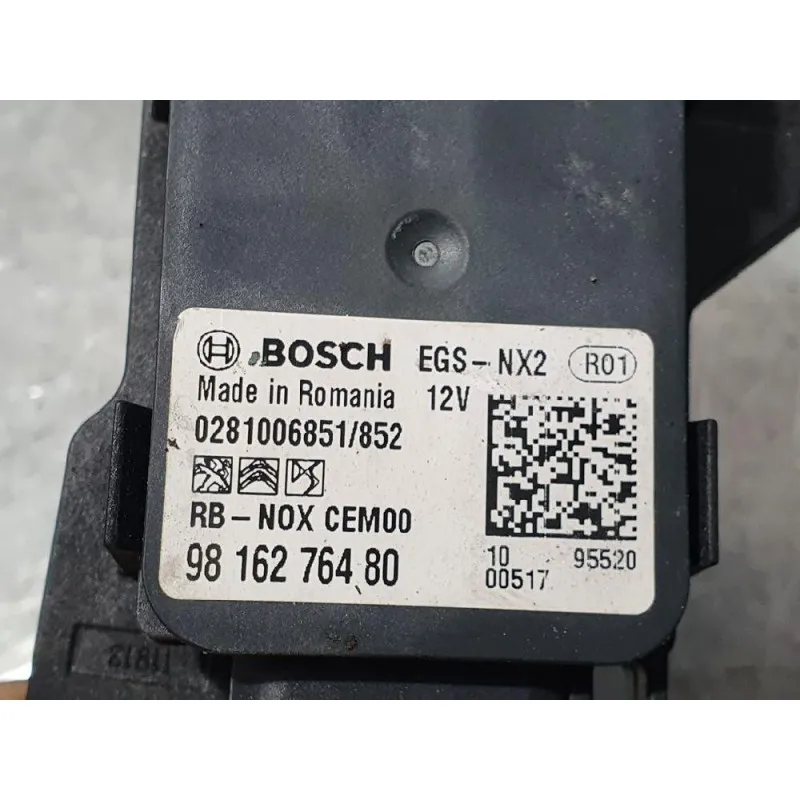 BOSCH EGS-NX2 R01
Made in Romania 12V
0281006851/852
RB-NOX CEM00
98 162 764 80
10 95520
00517